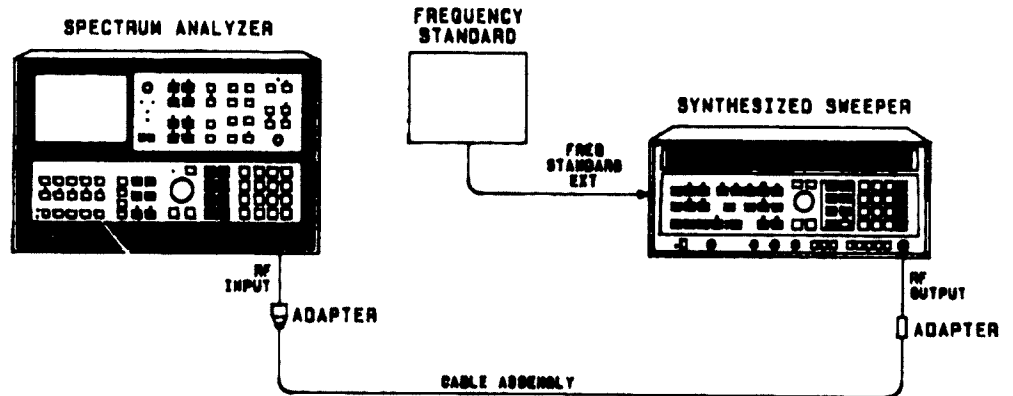 SPECTRUM ANALYZER
FREQUENCY
STANDARD
SYNTHESIZED SWEEPER
FREQ
STANDARD
EXT
RF
INPUT
ADAPTER
RF
OUTPUT
ADAPTER
CABLE ASSEMBLY